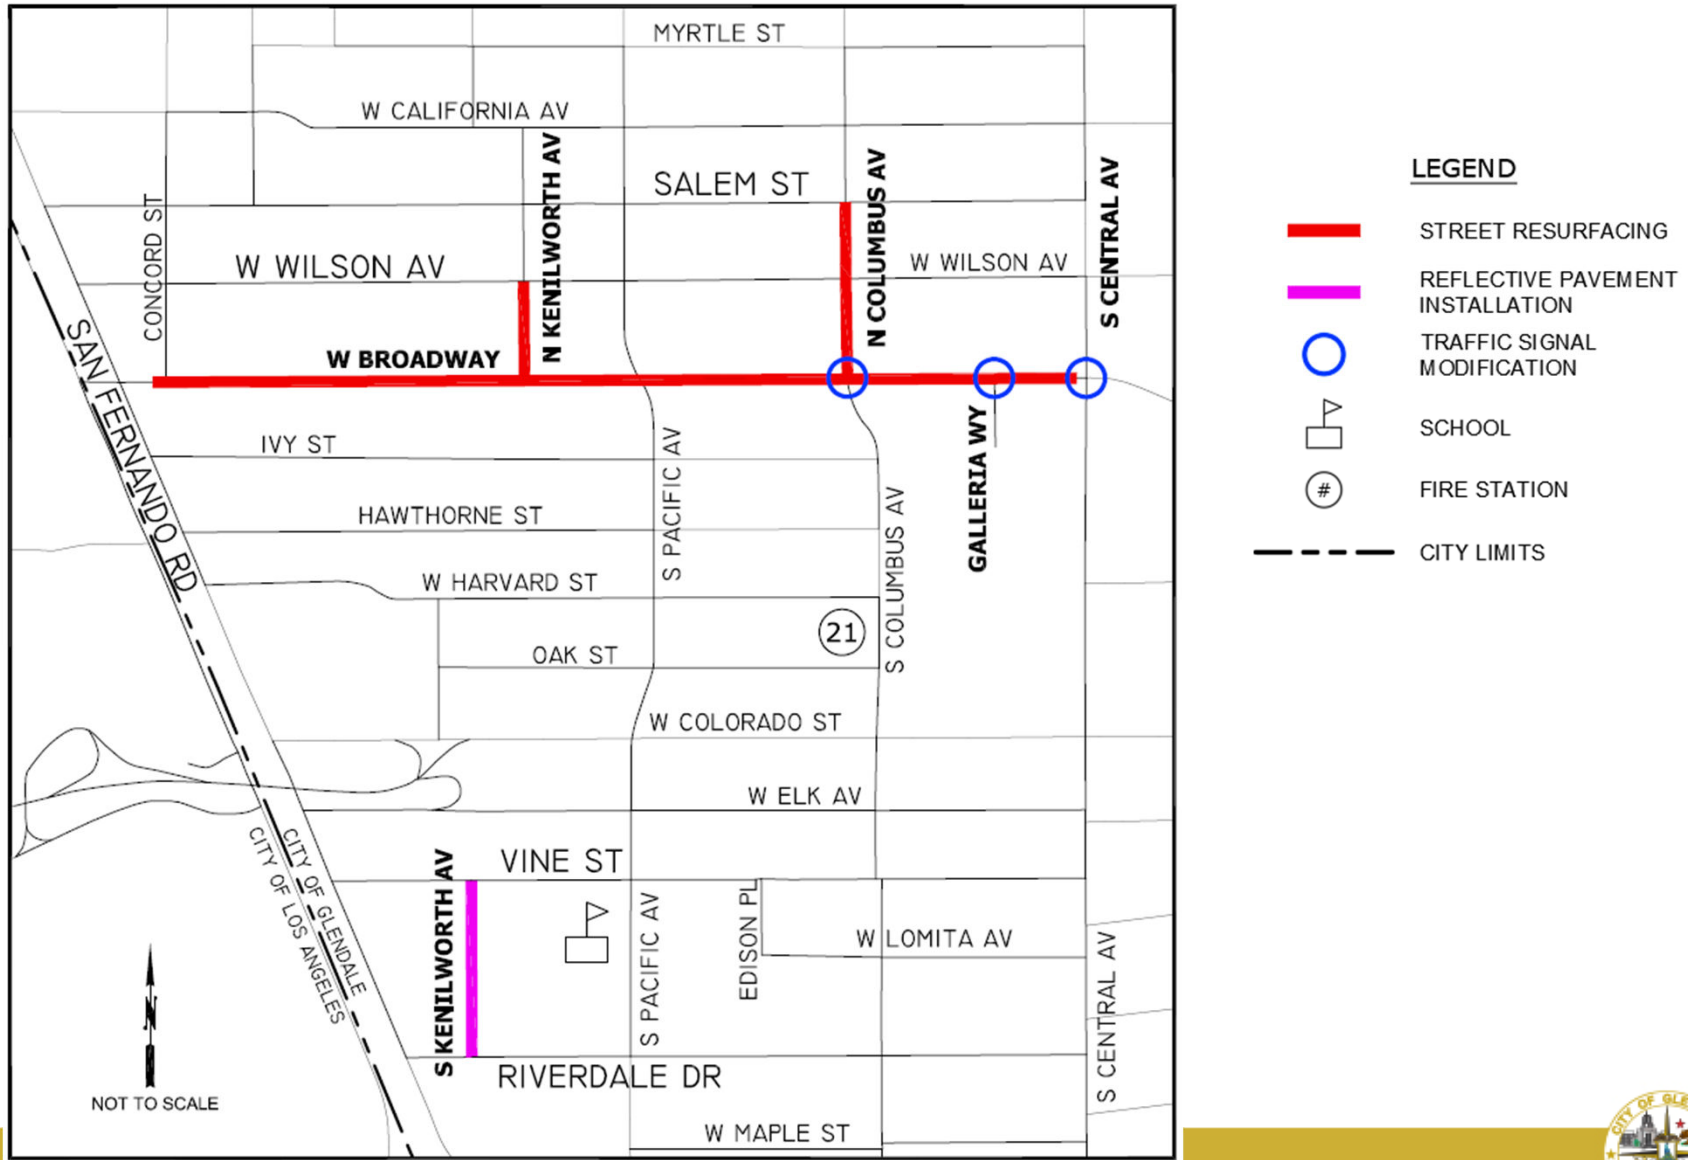 MYRTLE ST
W CALIFORNIA AV
N KENILWORTH AV
SALEM ST
N COLUMBUS AV
S CENTRAL AV
CONCORD ST
W WILSON AV
W WILSON AV
W BROADWAY
SAN FERNANDO RD
IVY ST
S PACIFIC AV
GALLERIA WY
HAWTHORNE ST
S COLUMBUS AV
W HARVARD ST
21
OAK ST
W COLORADO ST
W ELK AV
CITY OF GLENDALE
CITY OF LOS ANGELES
VINE ST
S KENILWORTH AV
S PACIFIC AV
EDISON PL
W LOMITA AV
S CENTRAL AV
N
NOT TO SCALE
RIVERDALE DR
W MAPLE ST
LEGEND
STREET RESURFACING
REFLECTIVE PAVEMENT
INSTALLATION
TRAFFIC SIGNAL
MODIFICATION
SCHOOL
#
FIRE STATION
CITY LIMITS
CITY OF